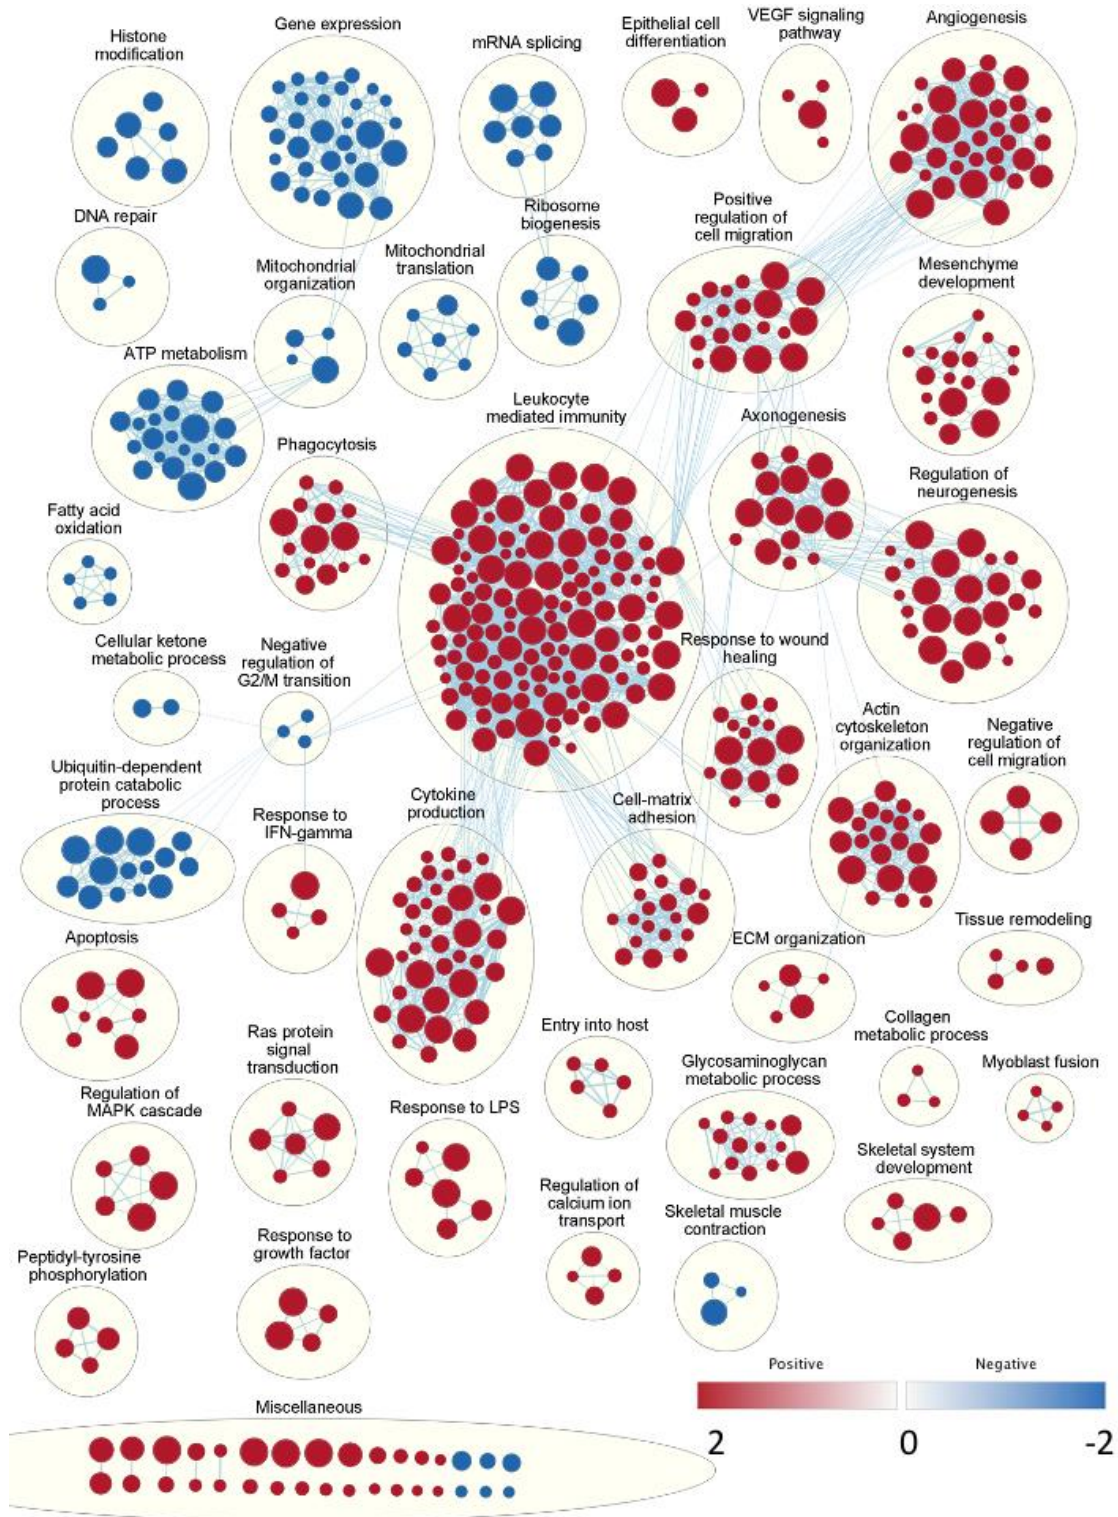 Histone
modification
Gene expression
mRNA splicing
Epithelial cell
differentiation
VEGF signaling
pathway
Angiogenesis
DNA repair
Mitochondrial
organization
Mitochondrial
translation
Ribosome
biogenesis
Positive
regulation of
cell migration
Mesenchyme
development
ATP metabolism
Phagocytosis
Leukocyte
mediated immunity
Axonogenesis
Regulation of
neurogenesis
Fatty acid
oxidation
Cellular ketone
metabolic process
Negative
regulation of
G2/M transition
Response to wound
healing
Actin
cytoskeleton
organization
Negative
regulation of
cell migration
Ubiquitin-dependent
protein catabolic
process
Response to
IFN-gamma
Cytokine
production
Cell-matrix
adhesion
Apoptosis
ECM organization
Tissue remodeling
Ras protein
signal
transduction
Entry into host
Collagen
metabolic process
Myoblast fusion
Regulation of
MAPK cascade
Response to LPS
Glycosaminoglycan
metabolic process
Skeletal system
development
Regulation of
calcium ion
transport
Skeletal muscle
contraction
Peptidyl-tyrosine
phosphorylation
Response to
growth factor
Positive
Negative
2
0
-2
Miscellaneous